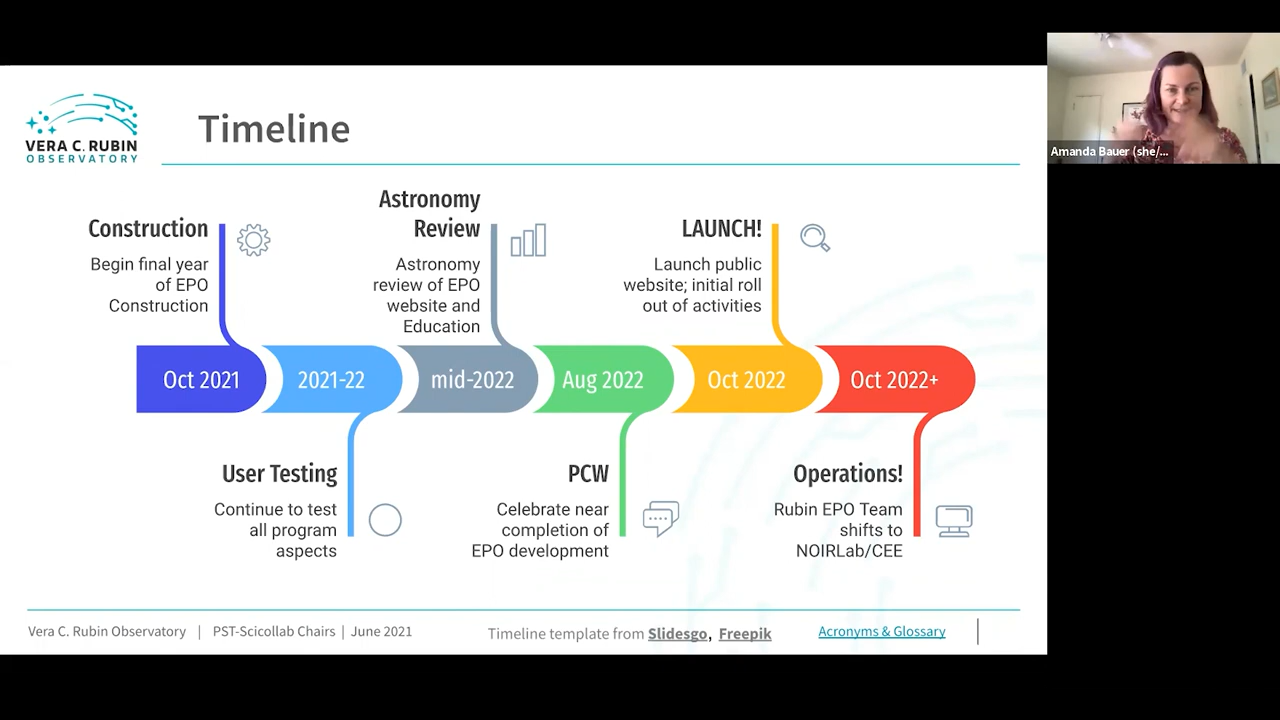 VERA C. RUBIN
OBSERVATORY
Timeline
Amanda Bauer (she/...
Construction
Begin final year
of EPO
Construction
Astronomy
Review
Astronomy
review of EPO
website and
Education
LAUNCH!
Launch public
website; initial roll
out of activities
Oct 2021
2021-22
mid-2022
Aug 2022
Oct 2022
Oct 2022+
User Testing
Continue to test
all program
aspects
PCW
Celebrate near
completion of
EPO development
Operations!
Rubin EPO Team
shifts to
NOIRLab/CEE
Vera C. Rubin Observatory | PST-Scicollab Chairs | June 2021
Timeline template from Slidesgo, Freepik
Acronyms & Glossary